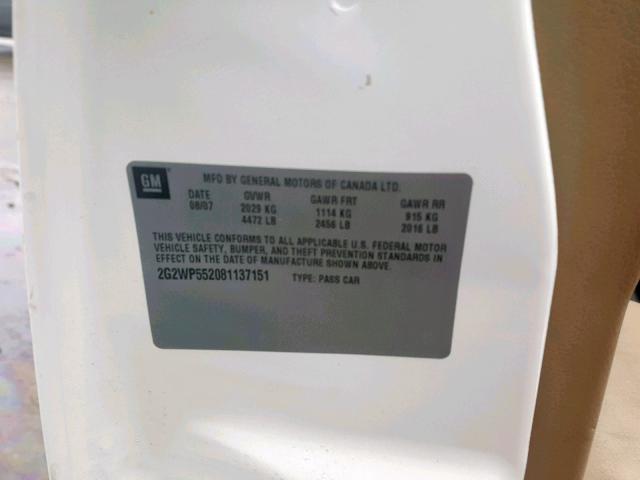 GM
MFD BY GENERAL MOTORS OF CANADA LTD.
DATE GVWR GAWR FRT GAWR RR
08/07 2029 KG 1114 KG 915 KG
4472 LB 2456 LB 2016 LB
THIS VEHICLE CONFORMS TO ALL APPLICABLE U.S. FEDERAL MOTOR
VEHICLE SAFETY, BUMPER, AND THEFT PREVENTION STANDARDS IN
EFFECT ON THE DATE OF MANUFACTURE SHOWN ABOVE.
2G2WP552081137151 TYPE: PASS CAR